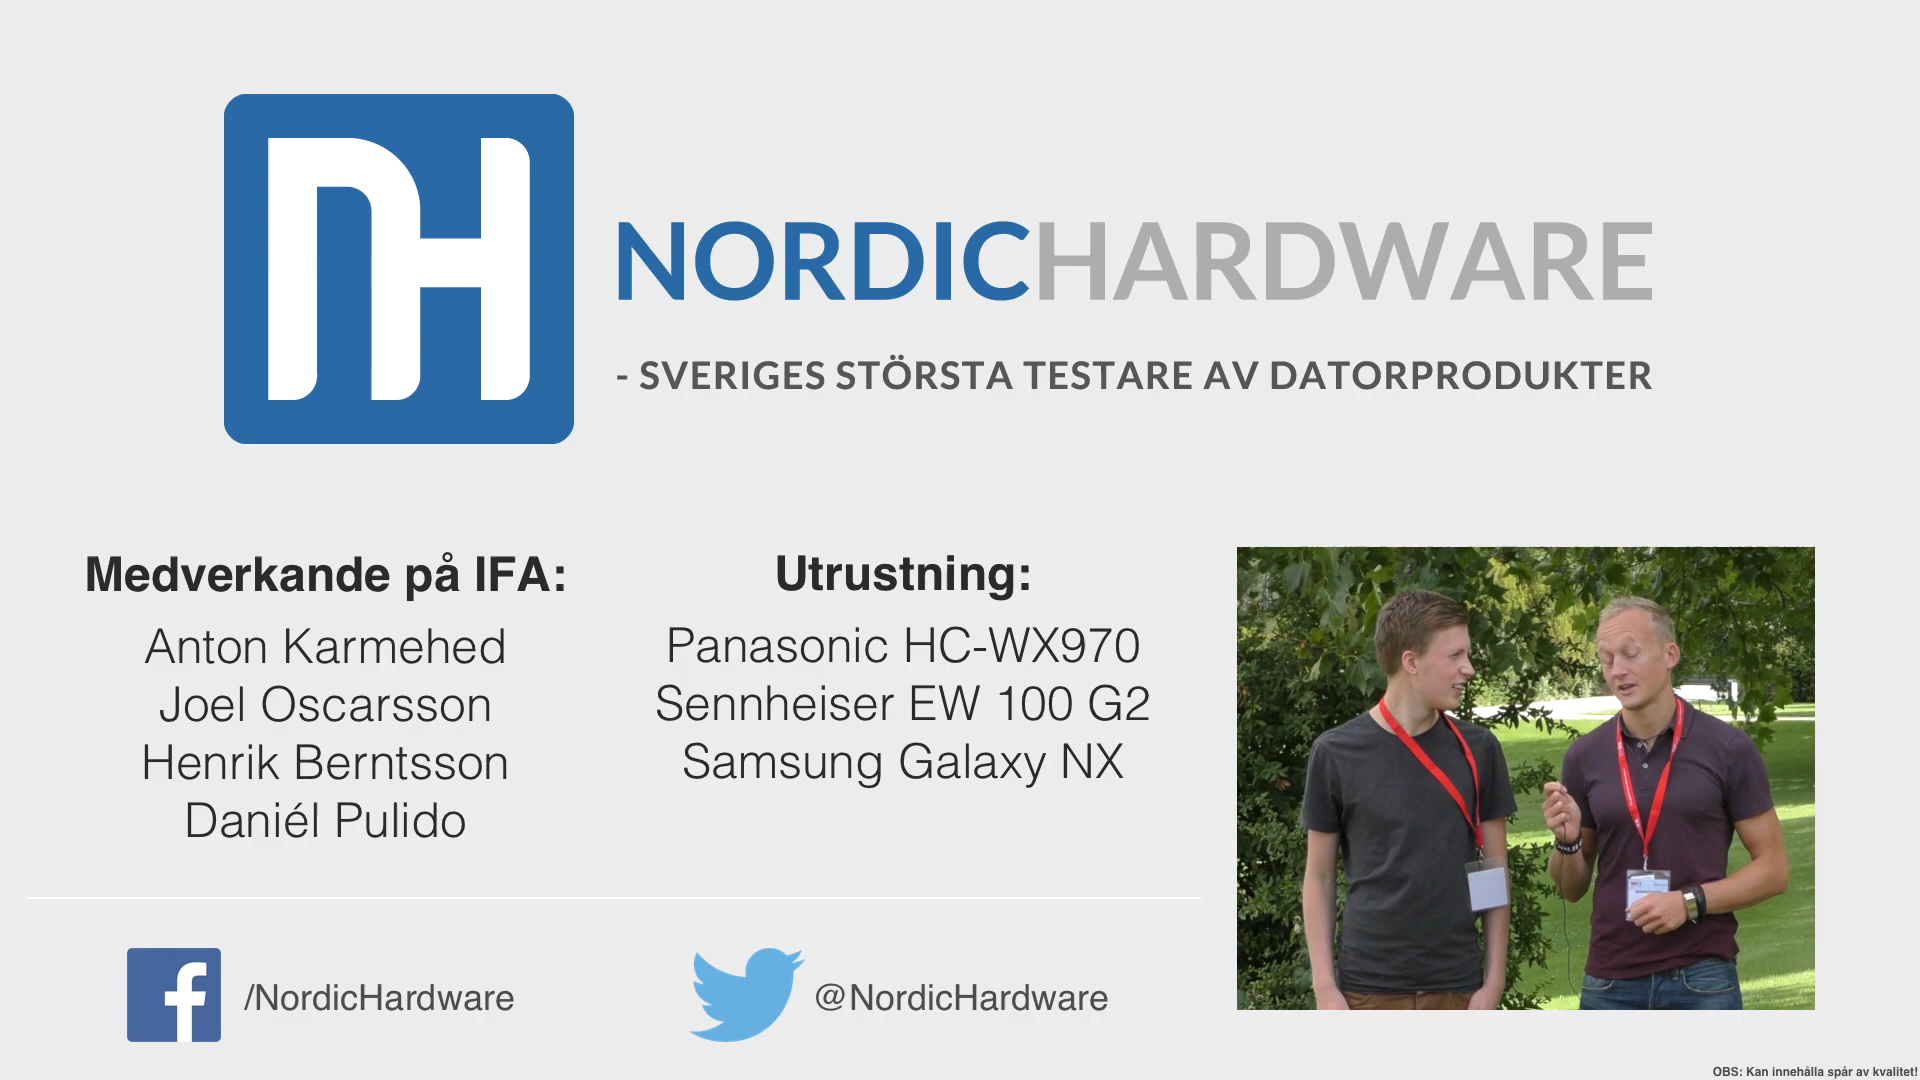 NH
NORDICHARDWARE
- SVERIGES STÖRSTA TESTARE AV DATORPRODUKTER
Medverkande på IFA:
Anton Karmehed
Joel Oscarsson
Henrik Berntsson
Daniél Pulido
Utrustning:
Panasonic HC-WX970
Sennheiser EW 100 G2
Samsung Galaxy NX
f /NordicHardware
@NordicHardware
OBS: Kan innehålla spår av kvalitet!